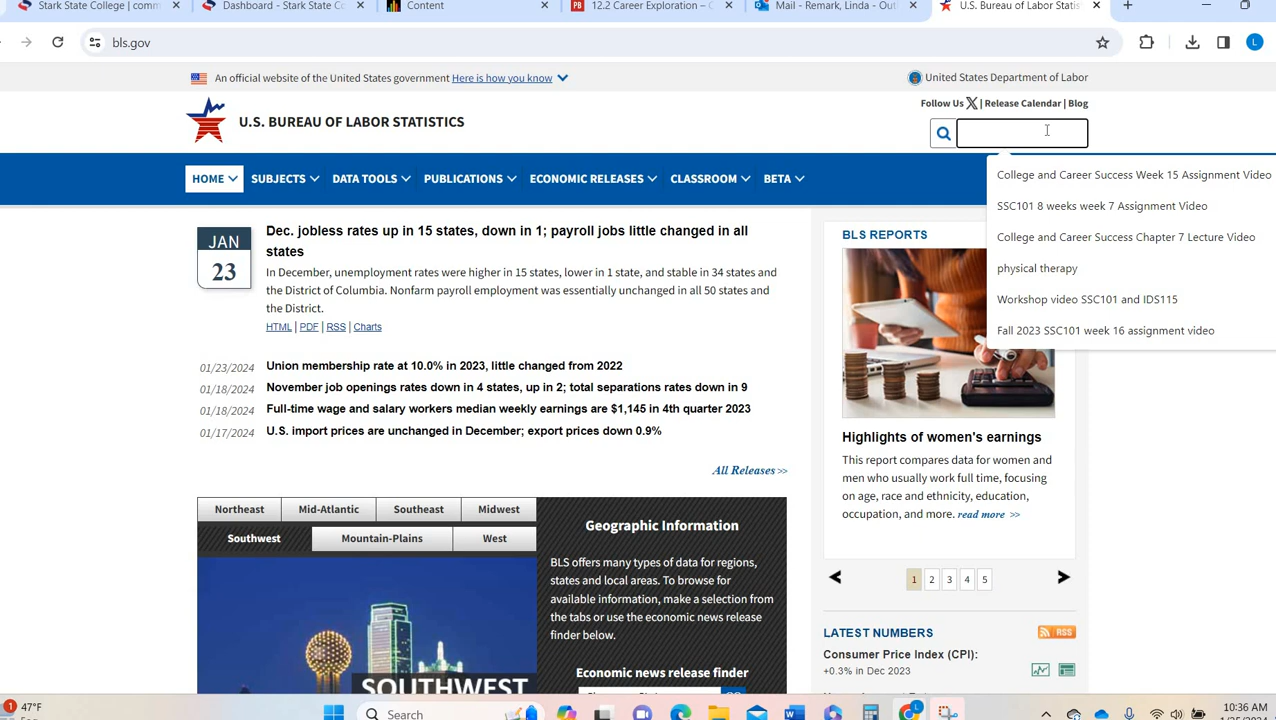 Stark State College | comm
Dashboard - Stark State Co
Content
12.2 Career Exploration – C
Mail - Remark, Linda - Outl
U.S. Bureau of Labor Statist
bls.gov
L
An official website of the United States government Here is how you know
United States Department of Labor
Follow Us X | Release Calendar | Blog
U.S. BUREAU OF LABOR STATISTICS
HOME
SUBJECTS
DATA TOOLS
PUBLICATIONS
ECONOMIC RELEASES
CLASSROOM
BETA
College and Career Success Week 15 Assignment Video
SSC101 8 weeks week 7 Assignment Video
College and Career Success Chapter 7 Lecture Video
physical therapy
Workshop video SSC101 and IDS115
Fall 2023 SSC101 week 16 assignment video
JAN
23
Dec. jobless rates up in 15 states, down in 1; payroll jobs little changed in all
states
In December, unemployment rates were higher in 15 states, lower in 1 state, and stable in 34 states and
the District of Columbia. Nonfarm payroll employment was essentially unchanged in all 50 states and
the District.
HTML | PDF | RSS | Charts
01/23/2024 Union membership rate at 10.0% in 2023, little changed from 2022
01/18/2024 November job openings rates down in 4 states, up in 2; total separations rates down in 9
01/18/2024 Full-time wage and salary workers median weekly earnings are $1,145 in 4th quarter 2023
01/17/2024 U.S. import prices are unchanged in December; export prices down 0.9%
All Releases >>
BLS REPORTS
Highlights of women's earnings
This report compares data for women and
men who usually work full time, focusing
on age, race and ethnicity, education,
occupation, and more. read more >>
1 2 3 4 5
Northeast
Mid-Atlantic
Southeast
Midwest
Southwest
Mountain-Plains
West
SOUTHWEST
Geographic Information
BLS offers many types of data for regions,
states and local areas. To browse for
available information, make a selection from
the tabs or use the economic news release
finder below.
Economic news release finder
LATEST NUMBERS
RSS
Consumer Price Index (CPI):
+0.3% in Dec 2023
1
47°F
Search
10:36 AM